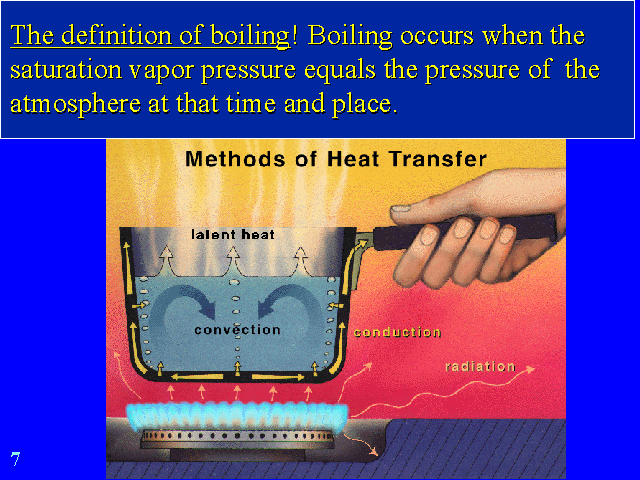 The definition of boiling! Boiling occurs when the
saturation vapor pressure equals the pressure of the
atmosphere at that time and place.
Methods of Heat Transfer
latent heat
convection
conduction
radiation
7